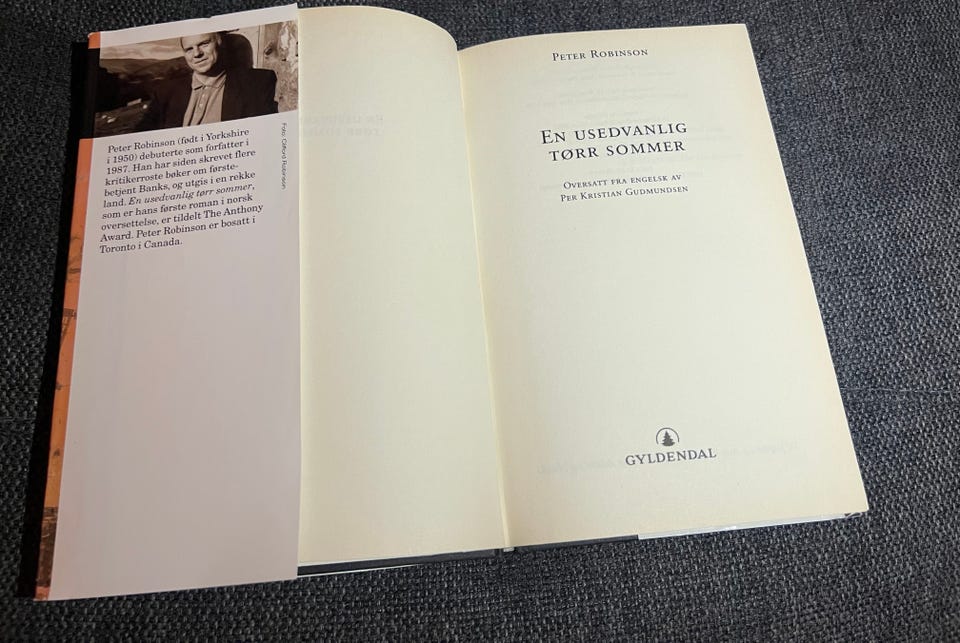 Peter Robinson (født i Yorkshire
i 1950) debuterte som forfatter i
1987. Han har siden skrevet flere
kritikerroste bøker om første-
betjent Banks, og utgis i en rekke
land. En usedvanlig tørr sommer,
som er hans første roman i norsk
oversettelse, er tildelt The Anthony
Award. Peter Robinson er bosatt i
Toronto i Canada.
Foto: Clifford Robinson
PETER ROBINSON
EN USEDVANLIG
TØRR SOMMER
OVERSATT FRA ENGELSK AV
PER KRISTIAN GUDMUNDSEN
GYLDENDAL